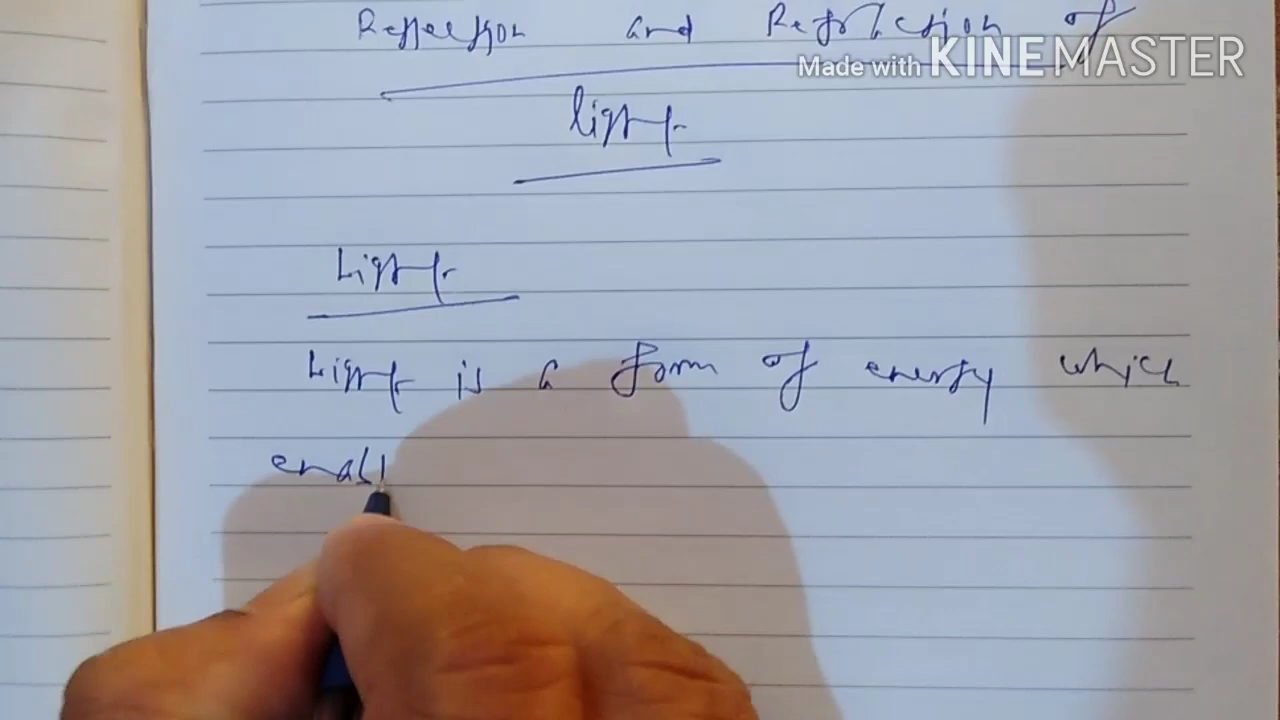 Reflection and Refraction of
Made with KINEMASTER
light.
Light.
Light is a form of energy which
enabl